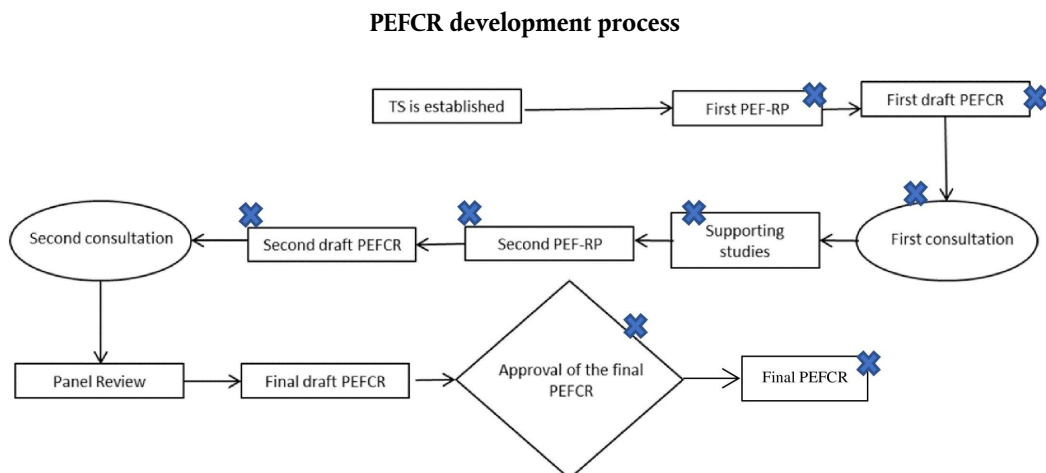 PEFCR development process
TS is established
First PEF-RP
First draft PEFCR
First consultation
Supporting
studies
Second PEF-RP
Second draft PEFCR
Second consultation
Panel Review
Final draft PEFCR
Approval of the final
PEFCR
Final PEFCR